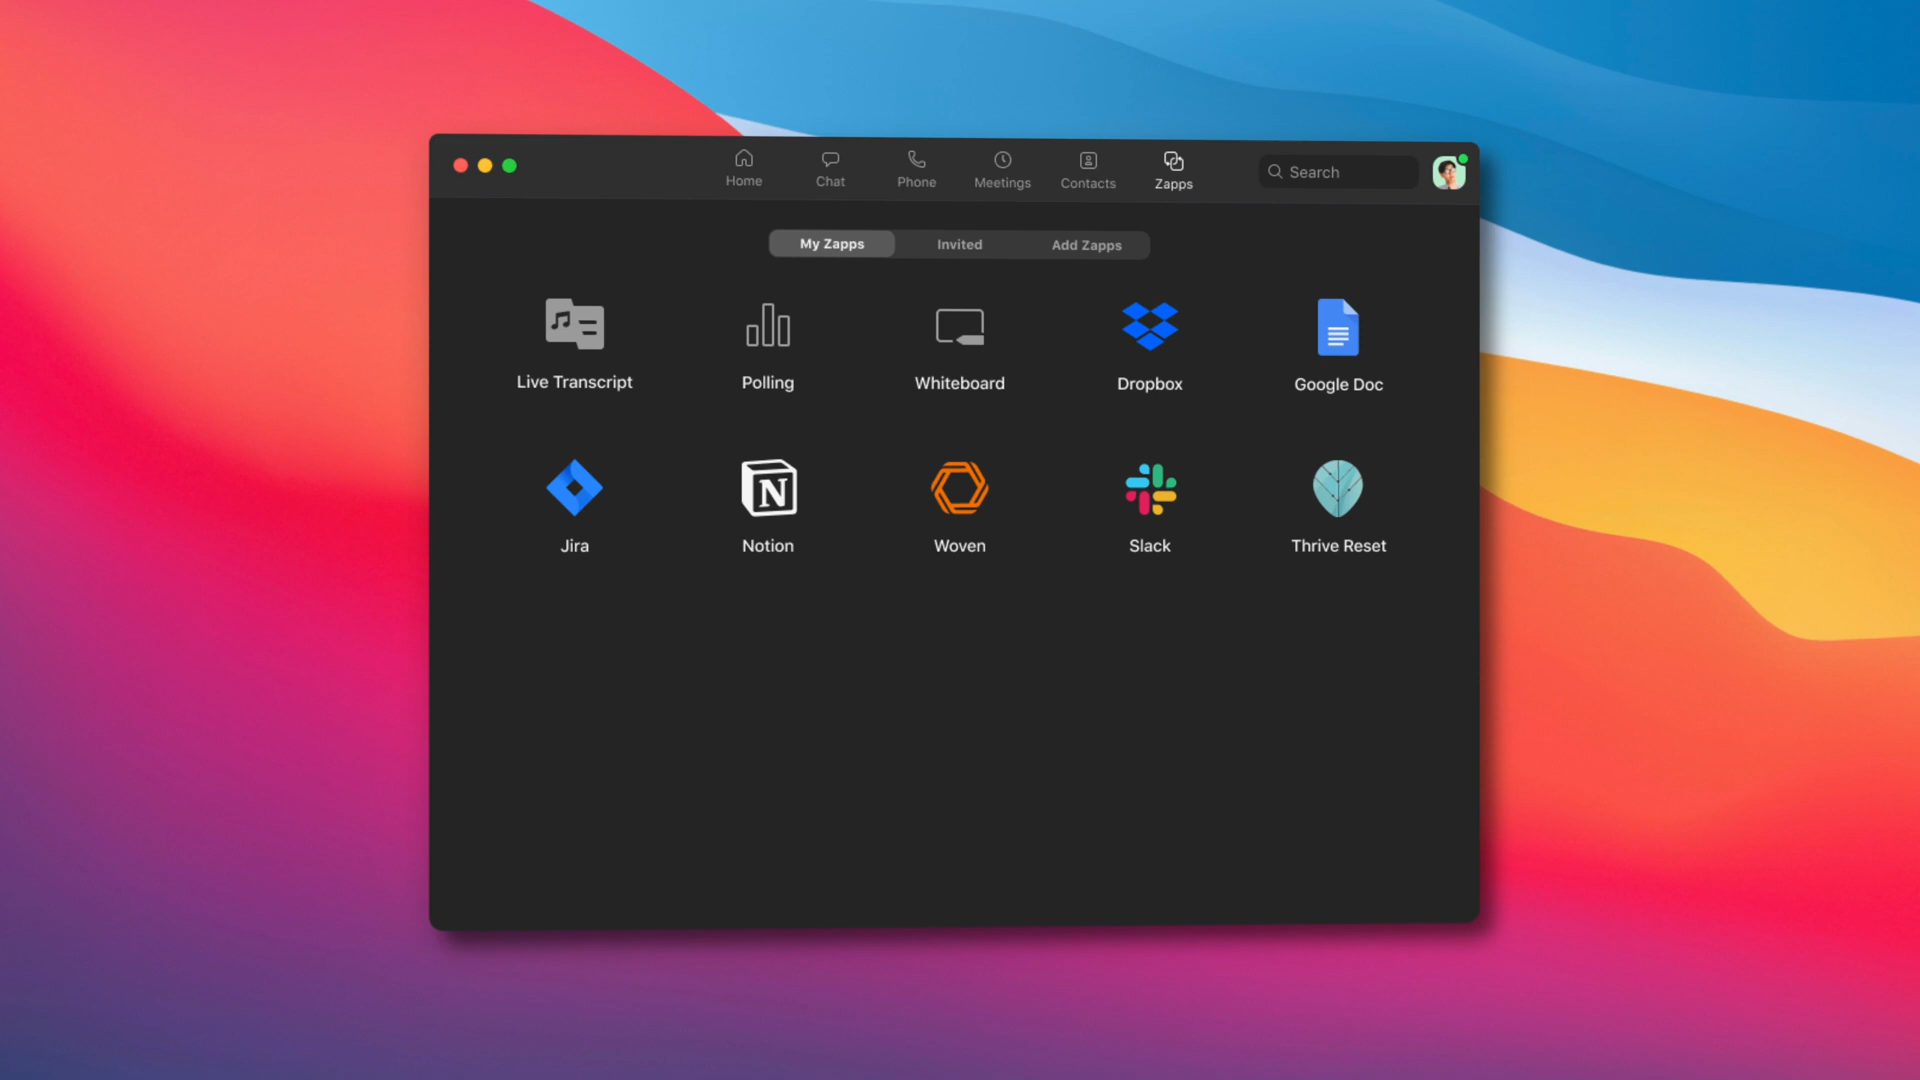 Home Chat Phone Meetings Contacts Zapps Search
My Zapps Invited Add Zapps
Live Transcript Polling Whiteboard Dropbox Google Doc
N
Jira Notion Woven Slack Thrive Reset